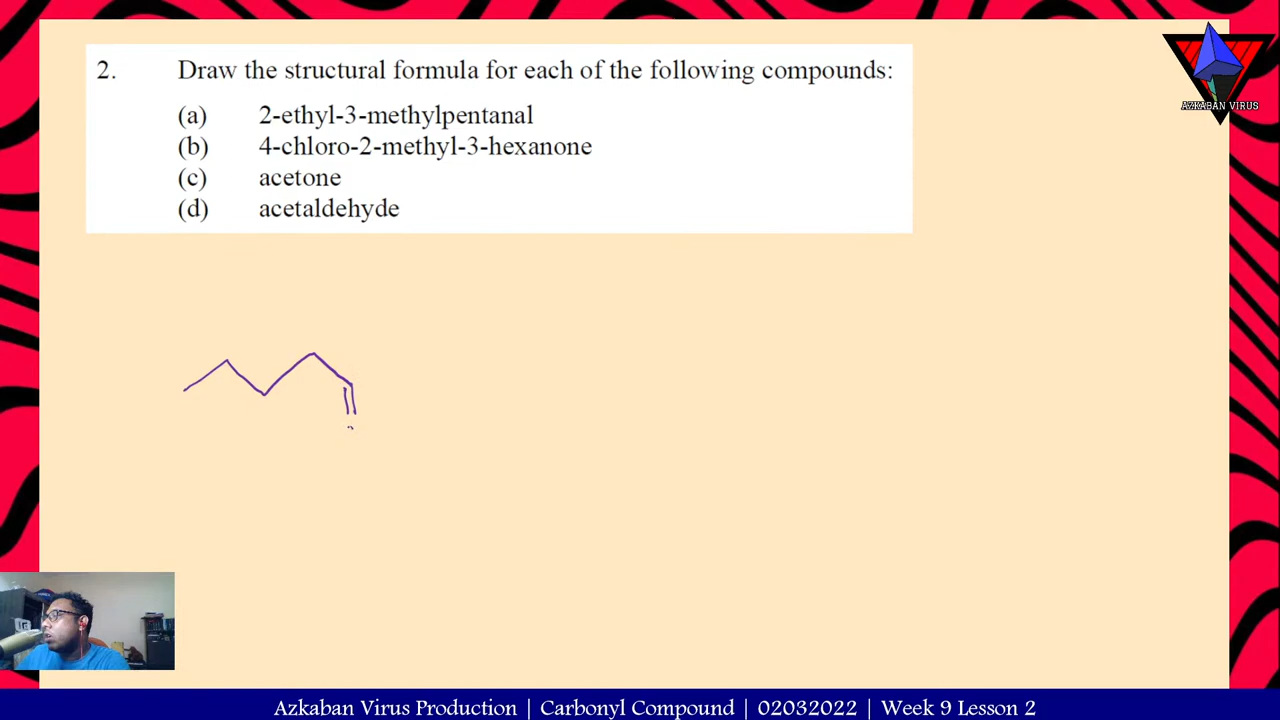 AZKABAN VIRUS
2. Draw the structural formula for each of the following compounds:
(a) 2-ethyl-3-methylpentanal
(b) 4-chloro-2-methyl-3-hexanone
(c) acetone
(d) acetaldehyde
Azkaban Virus Production | Carbonyl Compound | 02032022 | Week 9 Lesson 2